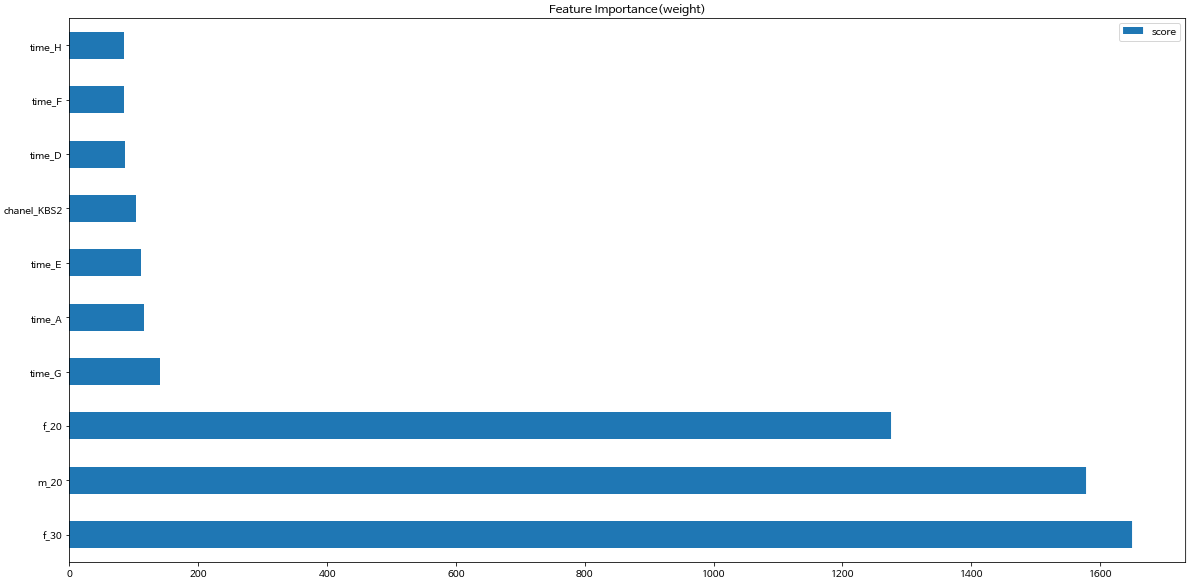 Feature Importance(weight)
score
time_H
time_F
time_D
chanel_KBS2
time_E
time_A
time_G
f_20
m_20
f_30
0 200 400 600 800 1000 1200 1400 1600